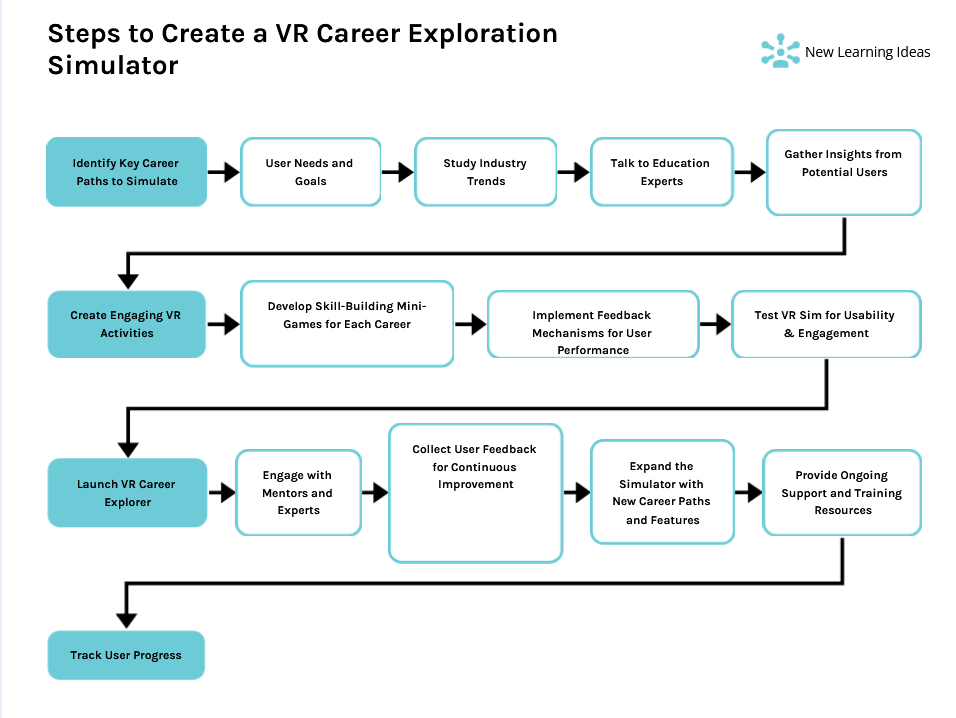 Steps to Create a VR Career Exploration
Simulator
New Learning Ideas
Identify Key Career
Paths to Simulate
User Needs and
Goals
Study Industry
Trends
Talk to Education
Experts
Gather Insights from
Potential Users
Create Engaging VR
Activities
Develop Skill-Building Mini-
Games for Each Career
Implement Feedback
Mechanisms for User
Performance
Test VR Sim for Usability
& Engagement
Launch VR Career
Explorer
Engage with
Mentors and
Experts
Collect User Feedback
for Continuous
Improvement
Expand the
Simulator with
New Career Paths
and Features
Provide Ongoing
Support and Training
Resources
Track User Progress